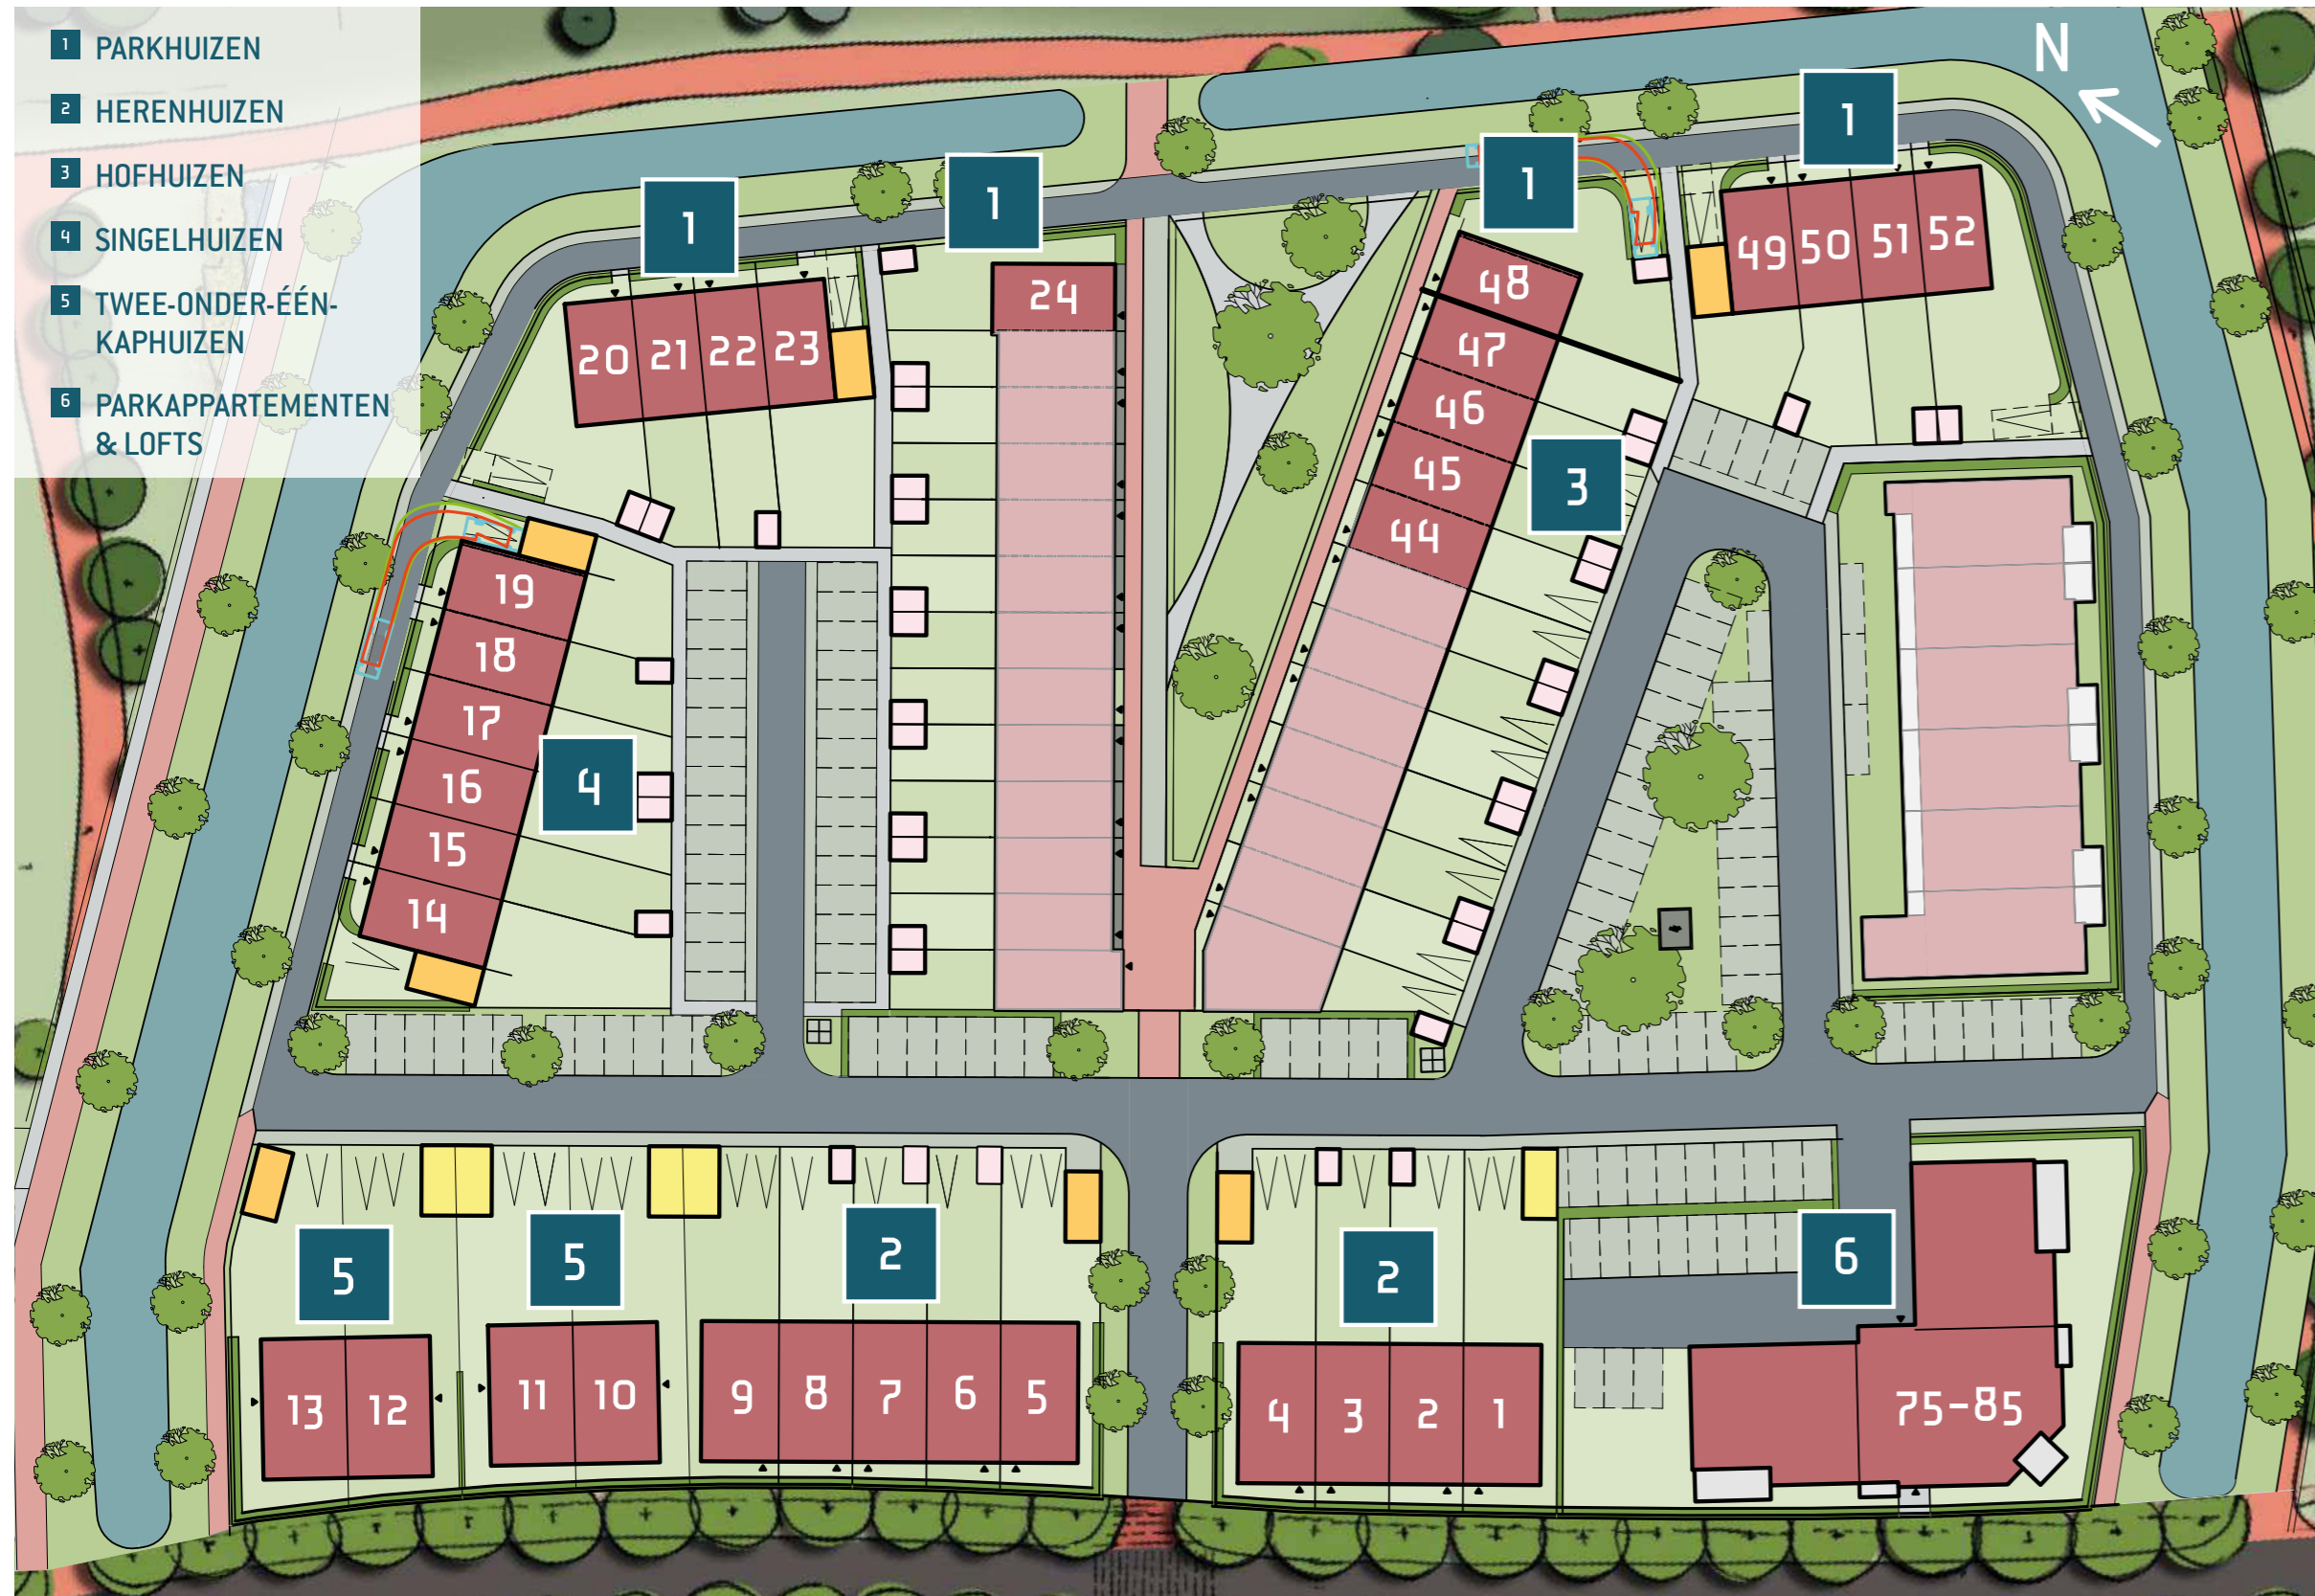 1 PARKHUIZEN
2 HERENHUIZEN
3 HOFHUIZEN
4 SINGELHUIZEN
5 TWEE-ONDER-ÉÉN-
KAPHUIZEN
6 PARKAPPARTEMENTEN
& LOFTS
N
1
1
1
1
20 21 22 23
24
48
47
46
45
44
49 50 51 52
3
19
18
17
16
15
14
4
5
5
2
2
6
13 12
11 10
9 8 7 6 5
4 3 2 1
75-85